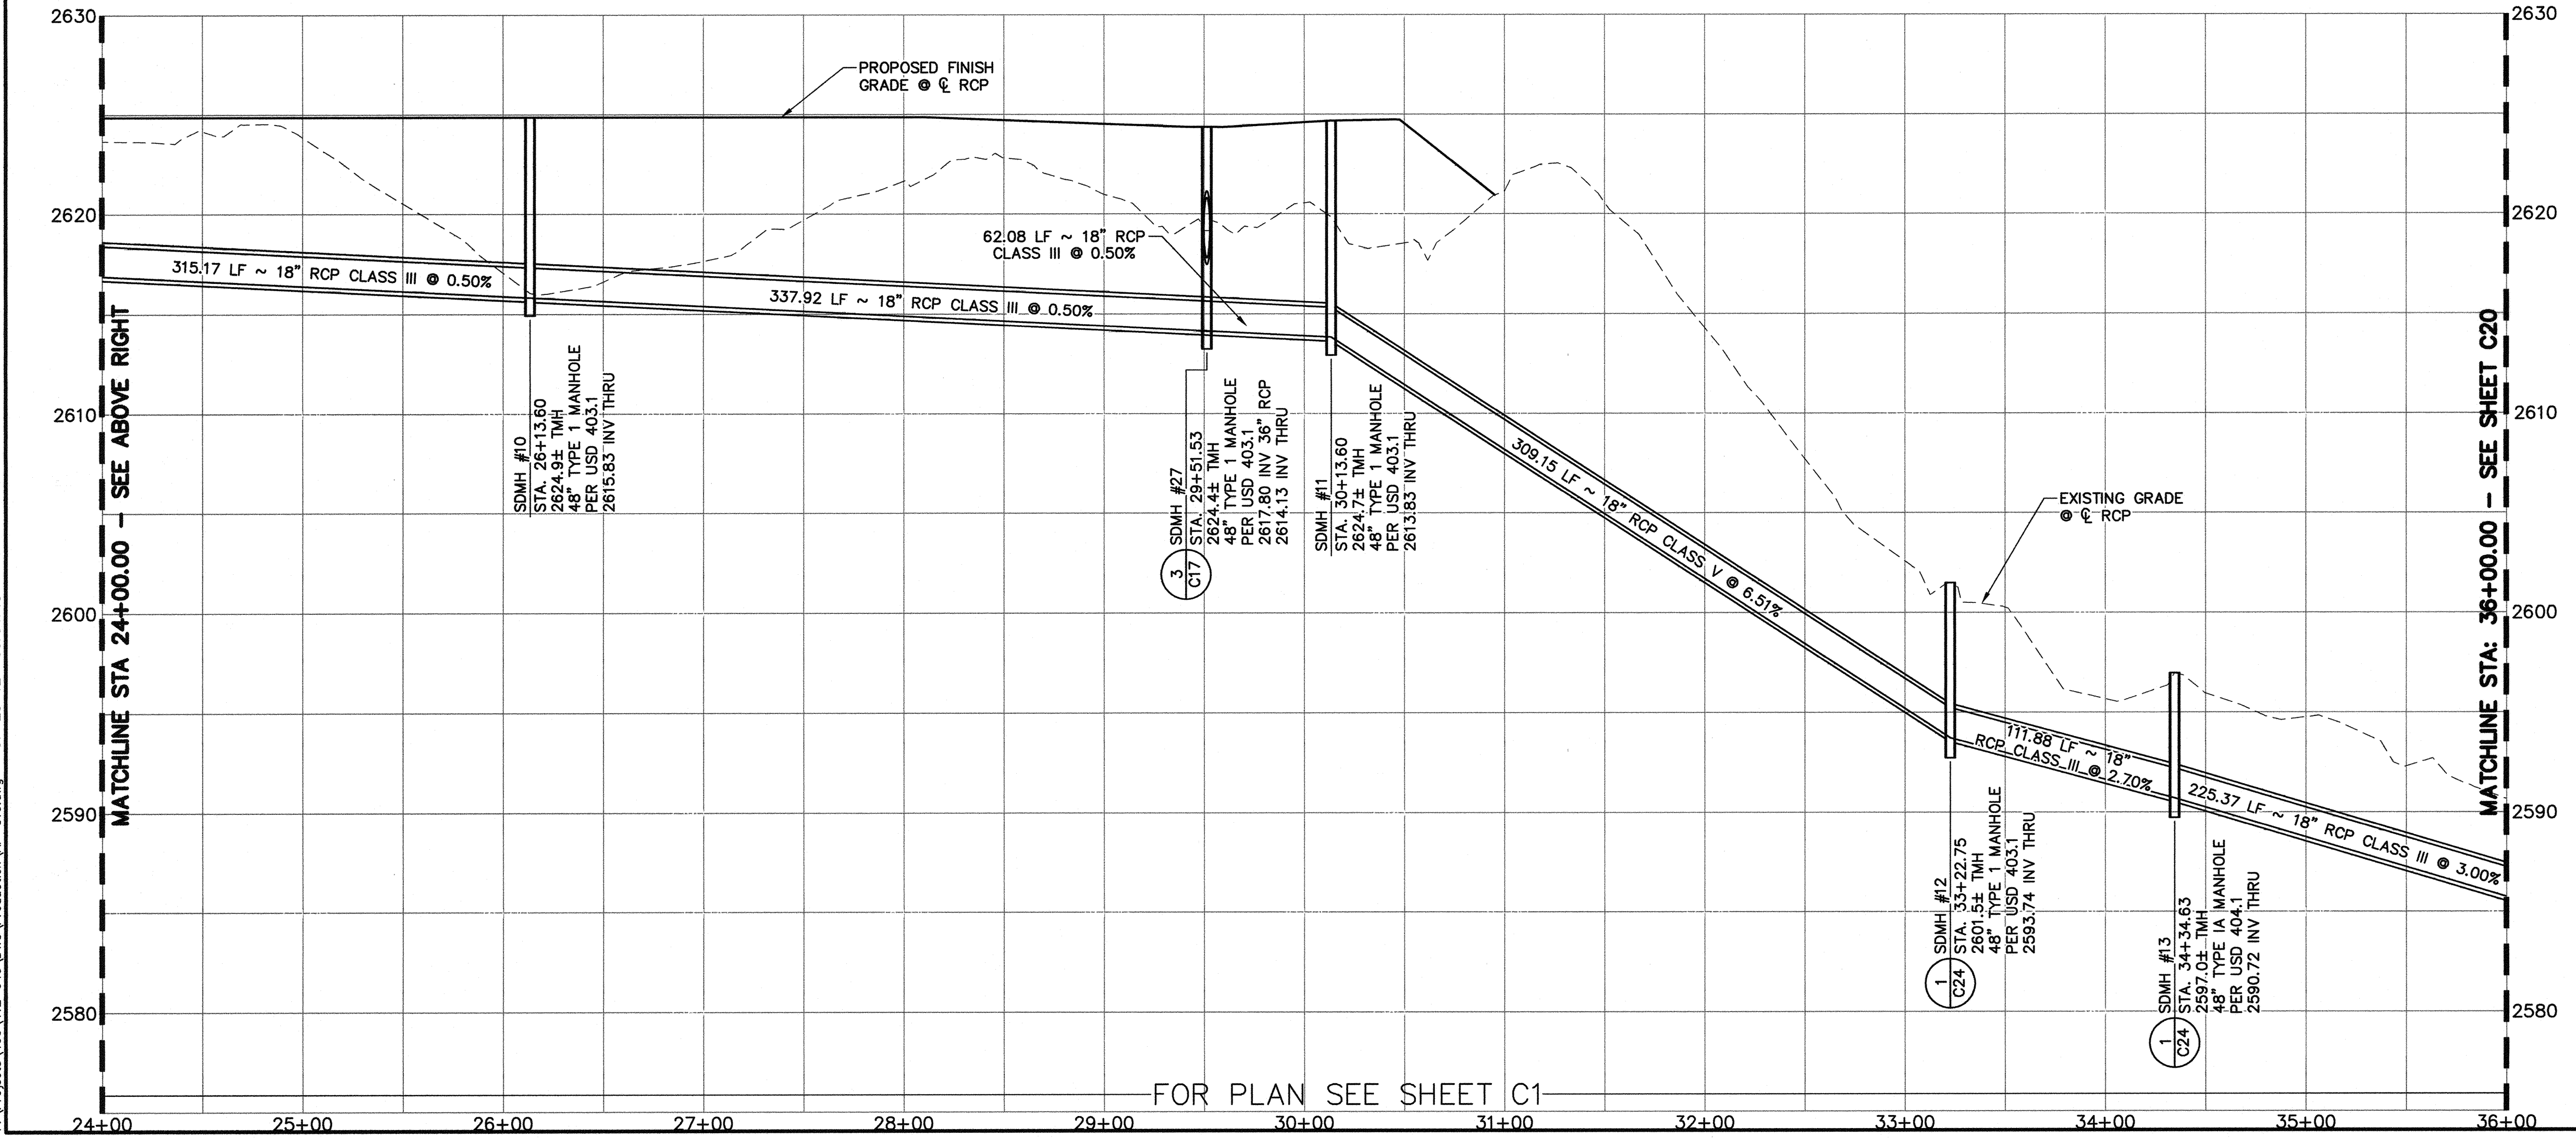 2630
2630
PROPOSED FINISH
GRADE @ ℄ RCP
2620
2620
62.08 LF ~ 18" RCP
CLASS III @ 0.50%
315.17 LF ~ 18" RCP CLASS III @ 0.50%
337.92 LF ~ 18" RCP CLASS III @ 0.50%
MATCHLINE STA 24+00.00 – SEE ABOVE RIGHT
MATCHLINE STA: 36+00.00 – SEE SHEET C20
2610
2610
SDMH #10
STA. 26+13.60
2624.9± TMH
48" TYPE 1 MANHOLE
PER USD 403.1
2615.83 INV THRU
SDMH #27
STA. 29+51.53
2624.4± TMH
48" TYPE 1 MANHOLE
PER USD 403.1
2617.80 INV 36" RCP
2614.13 INV THRU
3
C17
SDMH #11
STA. 30+13.60
2624.7± TMH
48" TYPE 1 MANHOLE
PER USD 403.1
2613.83 INV THRU
309.15 LF ~ 18" RCP CLASS V @ 6.51%
EXISTING GRADE
@ ℄ RCP
2600
2600
111.88 LF ~ 18"
RCP CLASS III @ 2.70%
225.37 LF ~ 18" RCP CLASS III @ 3.00%
2590
2590
SDMH #12
STA. 33+22.75
2601.5± TMH
48" TYPE 1 MANHOLE
PER USD 403.1
2593.74 INV THRU
1
C24
SDMH #13
STA. 34+34.63
2597.0± TMH
48" TYPE IA MANHOLE
PER USD 404.1
2590.72 INV THRU
1
C24
2580
2580
FOR PLAN SEE SHEET C1
24+00
25+00
26+00
27+00
28+00
29+00
30+00
31+00
32+00
33+00
34+00
35+00
36+00